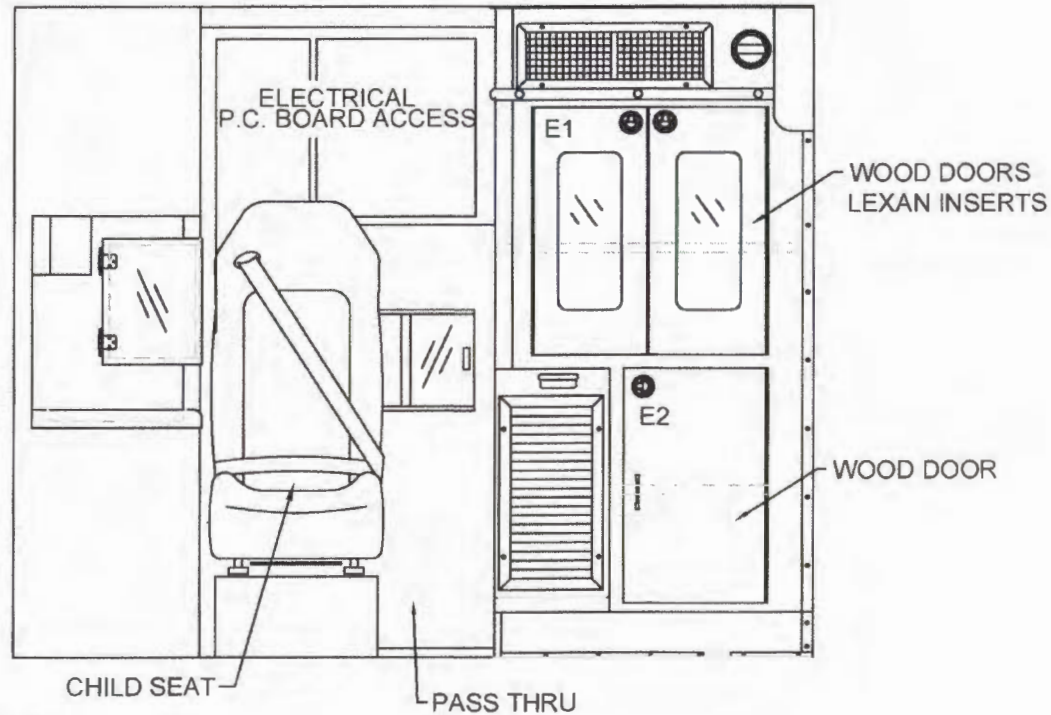 ELECTRICAL
P.C. BOARD ACCESS
E1
WOOD DOORS
LEXAN INSERTS
E2
WOOD DOOR
CHILD SEAT
PASS THRU